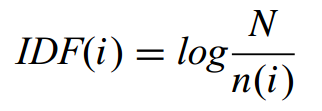 IDF(i) = log N/n(i)